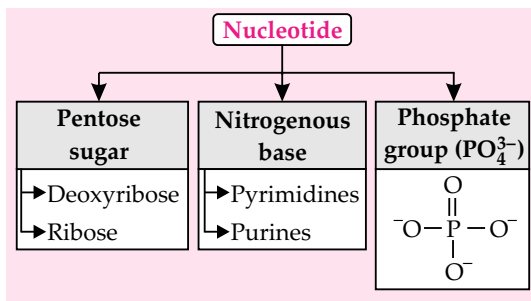 Nucleotide
Pentose
sugar
Deoxyribose
Ribose
Nitrogenous
base
Pyrimidines
Purines
Phosphate
group (PO₄³⁻)
O
⁻O–P–O⁻
O⁻